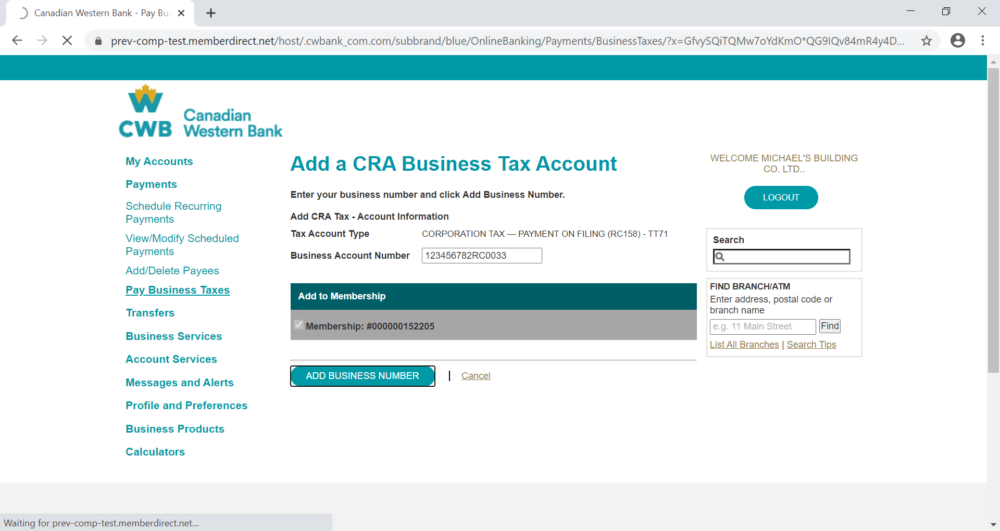 Canadian Western Bank - Pay Bus
prev-comp-test.memberdirect.net/host/.cwbank_com.com/subbrand/blue/OnlineBanking/Payments/BusinessTaxes/?x=GfvySQiTQMw7oYdKmO*QG9IQv84mR4y4D...
W
CWB
Canadian
Western Bank
My Accounts
Payments
Schedule Recurring
Payments
View/Modify Scheduled
Payments
Add/Delete Payees
Pay Business Taxes
Transfers
Business Services
Account Services
Messages and Alerts
Profile and Preferences
Business Products
Calculators
Add a CRA Business Tax Account
Enter your business number and click Add Business Number.
Add CRA Tax - Account Information
Tax Account Type CORPORATION TAX — PAYMENT ON FILING (RC158) - TT71
Business Account Number 123456782RC0033
Add to Membership
Membership: #000000152205
ADD BUSINESS NUMBER | Cancel
WELCOME MICHAEL'S BUILDING
CO. LTD..
LOGOUT
Search
FIND BRANCH/ATM
Enter address, postal code or
branch name
e.g. 11 Main Street Find
List All Branches | Search Tips
Waiting for prev-comp-test.memberdirect.net...